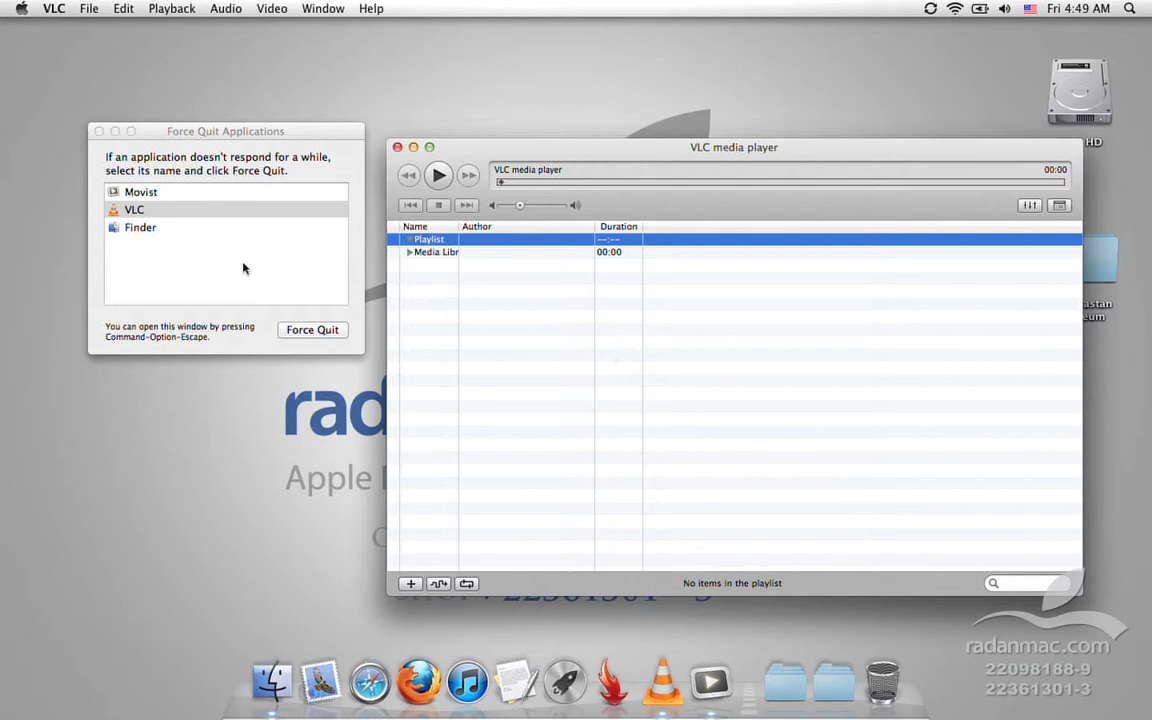 VLC File Edit Playback Audio Video Window Help
Fri 4:49 AM
Force Quit Applications
If an application doesn't respond for a while,
select its name and click Force Quit.
Movist
VLC
Finder
You can open this window by pressing
Command-Option-Escape.
Force Quit
VLC media player
VLC media player 00:00
Name Author Duration
Playlist --:--
Media Libr 00:00
No items in the playlist
HD
astan
eum
rad
Apple
radanmac.com
22098188-9
22361301-3